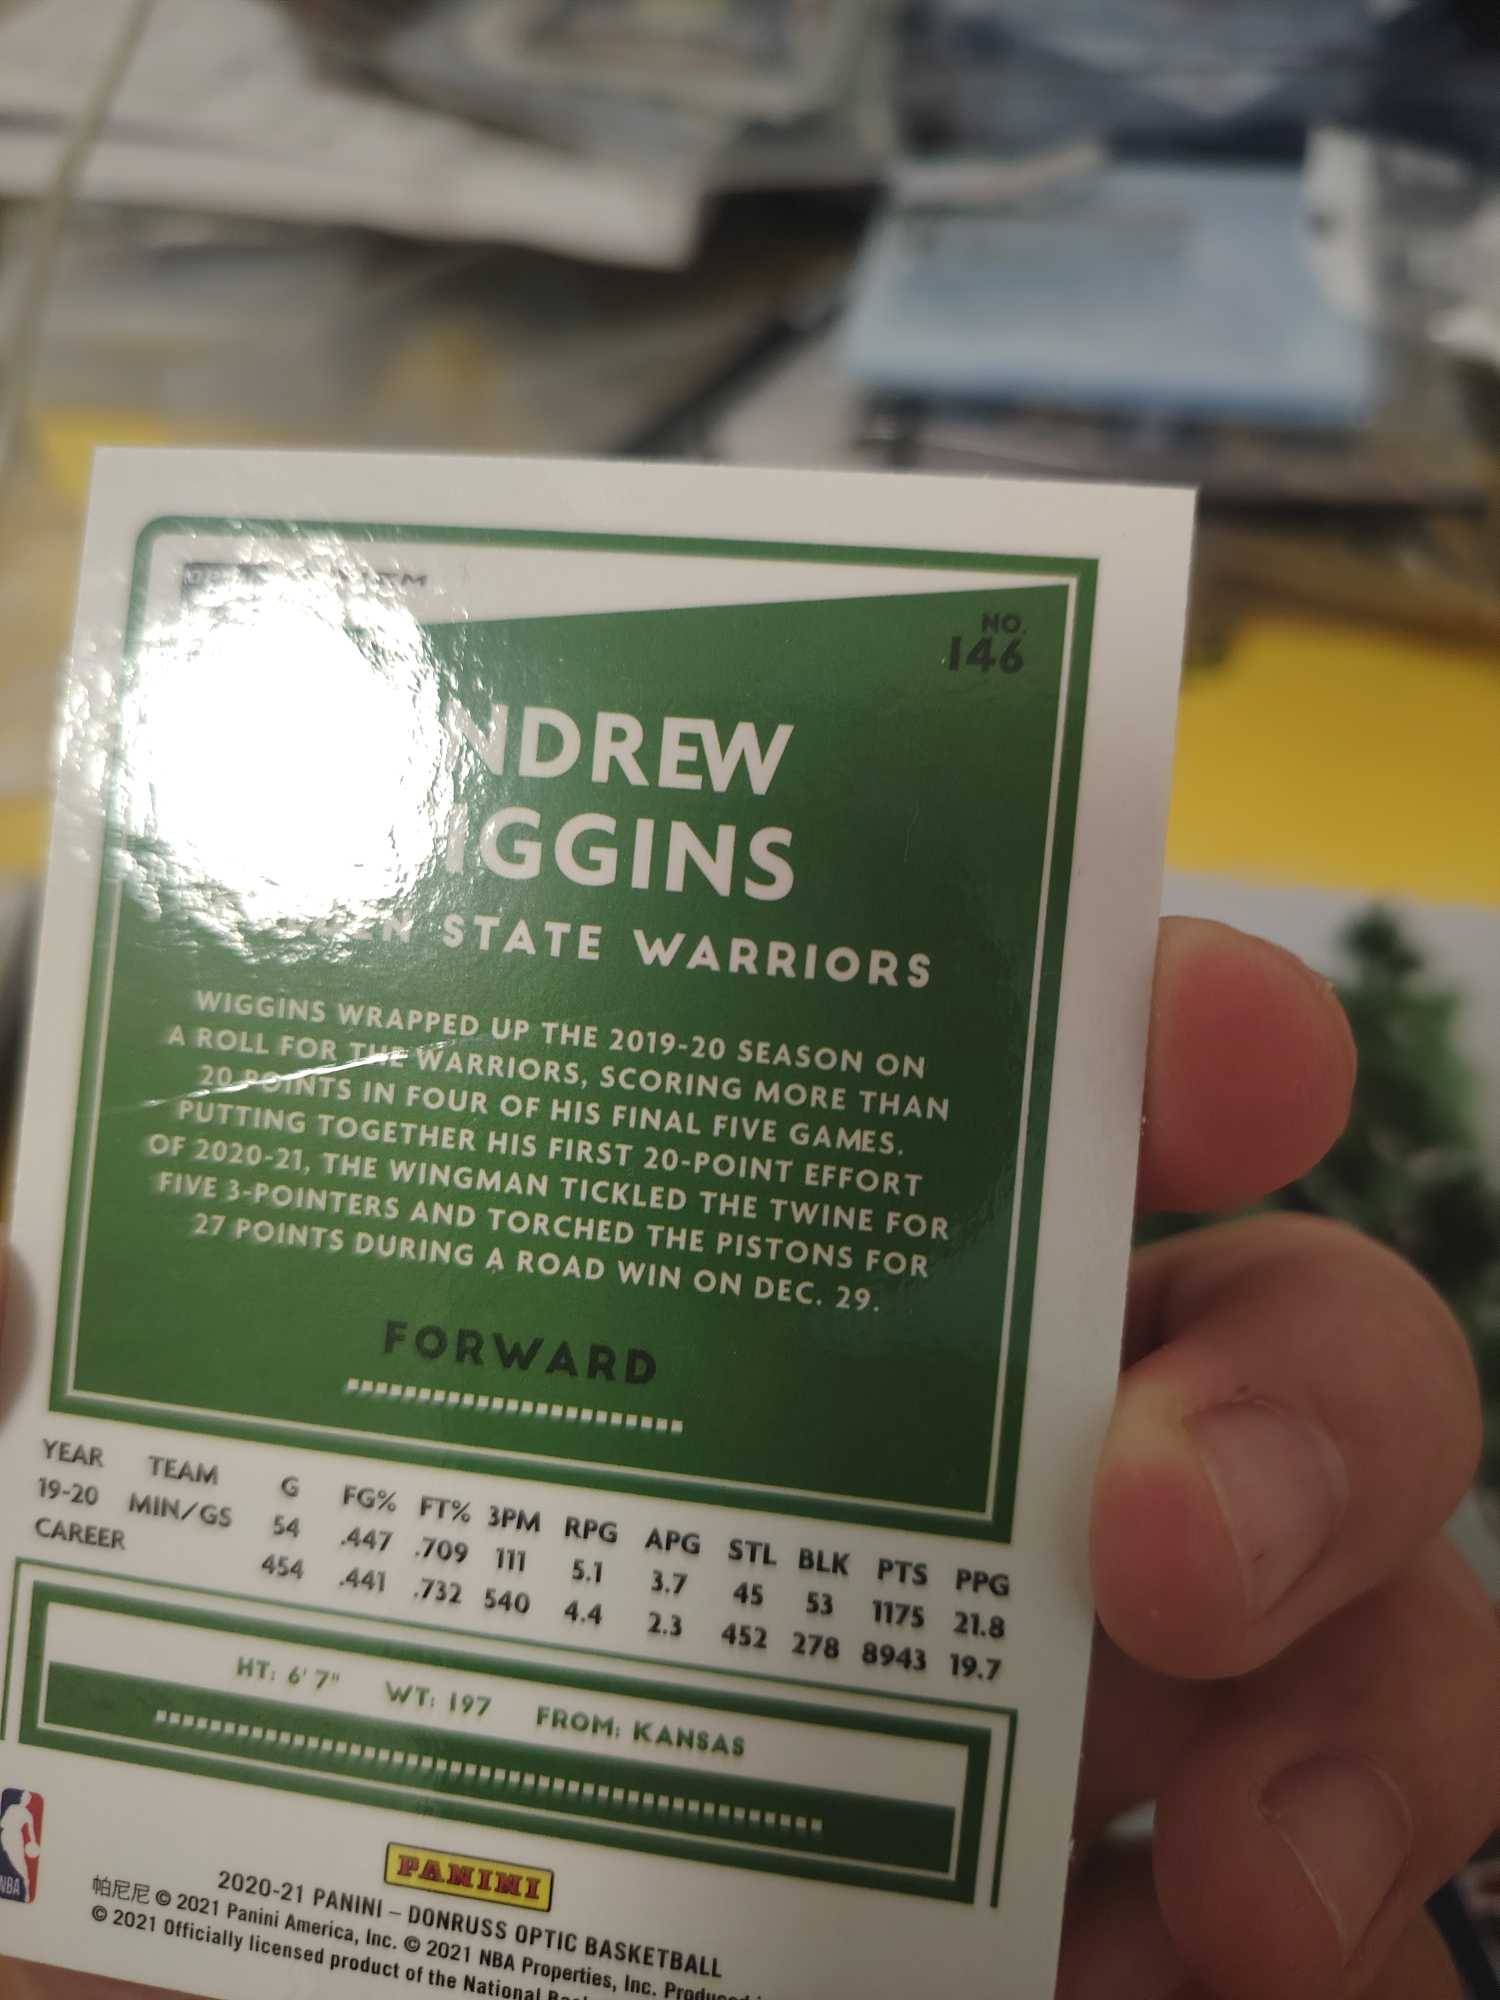 NO.
146
NDREW
IGGINS
STATE WARRIORS
WIGGINS WRAPPED UP THE 2019-20 SEASON ON
A ROLL FOR THE WARRIORS, SCORING MORE THAN
20 POINTS IN FOUR OF HIS FINAL FIVE GAMES.
PUTTING TOGETHER HIS FIRST 20-POINT EFFORT
OF 2020-21, THE WINGMAN TICKLED THE TWINE FOR
FIVE 3-POINTERS AND TORCHED THE PISTONS FOR
27 POINTS DURING A ROAD WIN ON DEC. 29.
FORWARD
YEAR TEAM G FG% FT% 3PM RPG APG STL BLK PTS PPG
19-20 MIN/GS 54 .447 .709 111 5.1 3.7 45 53 1175 21.8
CAREER 454 .441 .732 540 4.4 2.3 452 278 8943 19.7
HT: 6' 7" WT: 197 FROM: KANSAS
NBA
PANINI
2020-21 PANINI – DONRUSS OPTIC BASKETBALL
帕尼尼 © 2021 Panini America, Inc. © 2021 NBA Properties, Inc. Produced
© 2021 Officially licensed product of the National